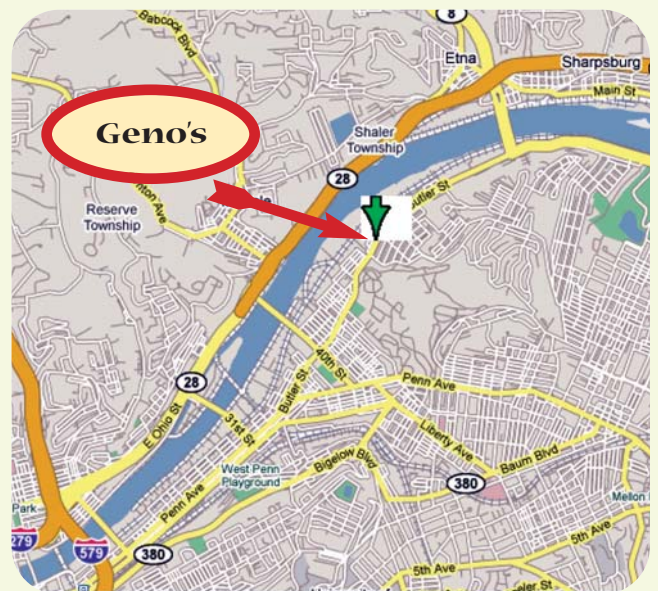 8
Babcock Blvd
Etna
Sharpsburg
Main St
Geno's
Shaler
Township
28
Butler St
Reserve
Township
40th St
Penn Ave
28
Butler St
E Ohio St
31st St
Liberty Ave
Baum Blvd
Bigelow Blvd
West Penn
Playground
380
Penn Ave
Mellon
Park
279
579
380
5th Ave
5th Ave